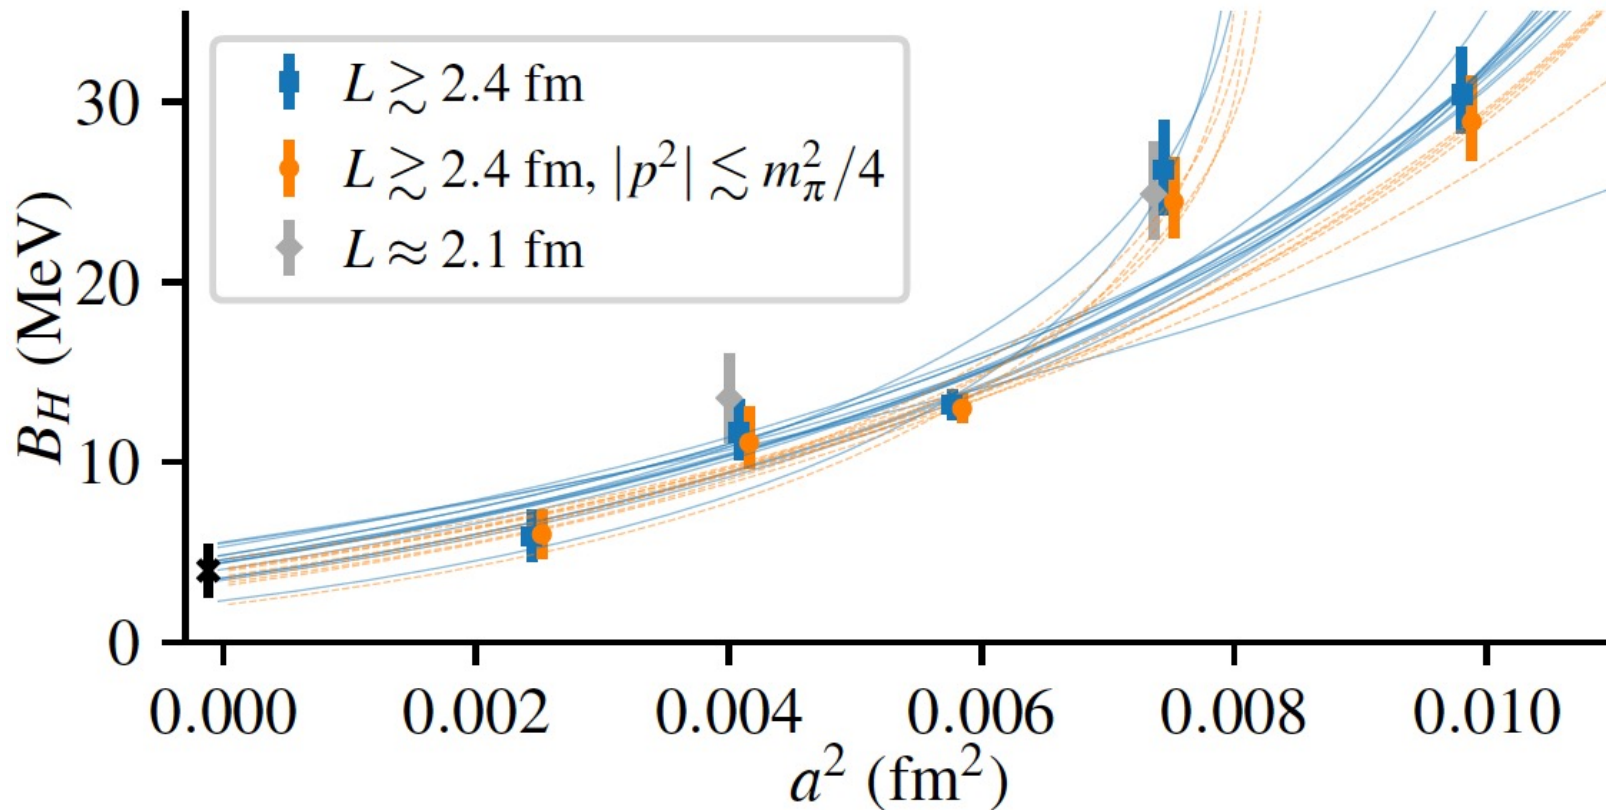 L ≳ 2.4 fm
L ≳ 2.4 fm, |p²| ≲ m²_π/4
L ≈ 2.1 fm
B_H (MeV)
30
20
10
0
0.000 0.002 0.004 0.006 0.008 0.010
a² (fm²)